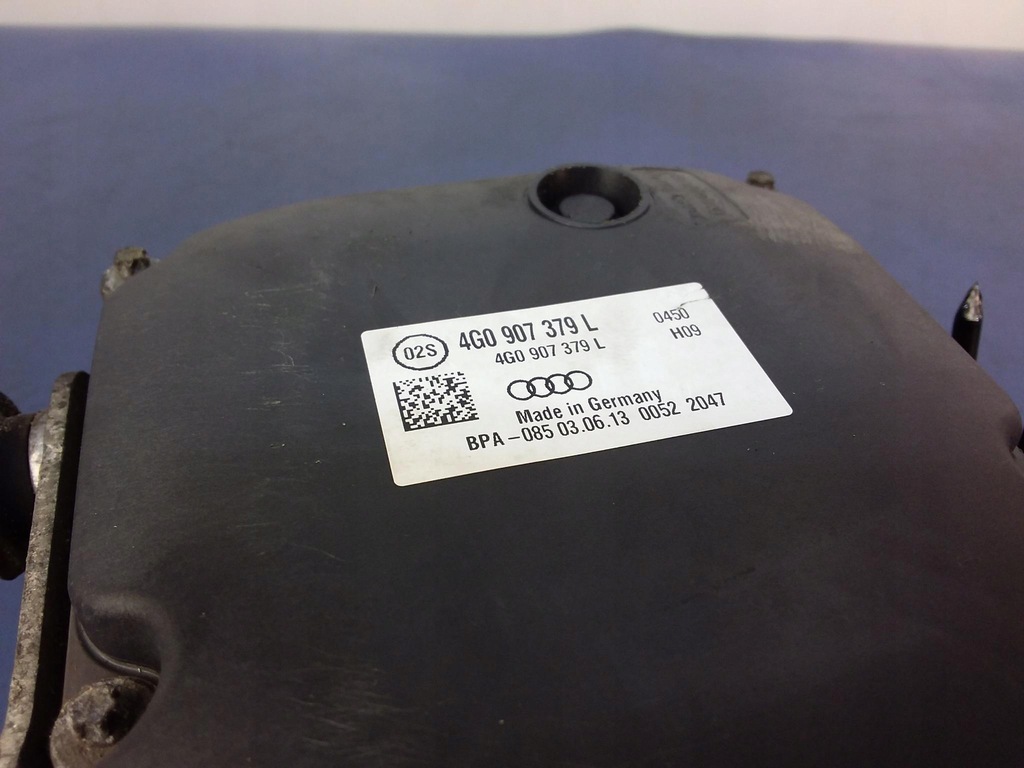 02S
4G0 907 379 L
0450
4G0 907 379 L
H09
Made in Germany
BPA-085 03.06.13 0052 2047